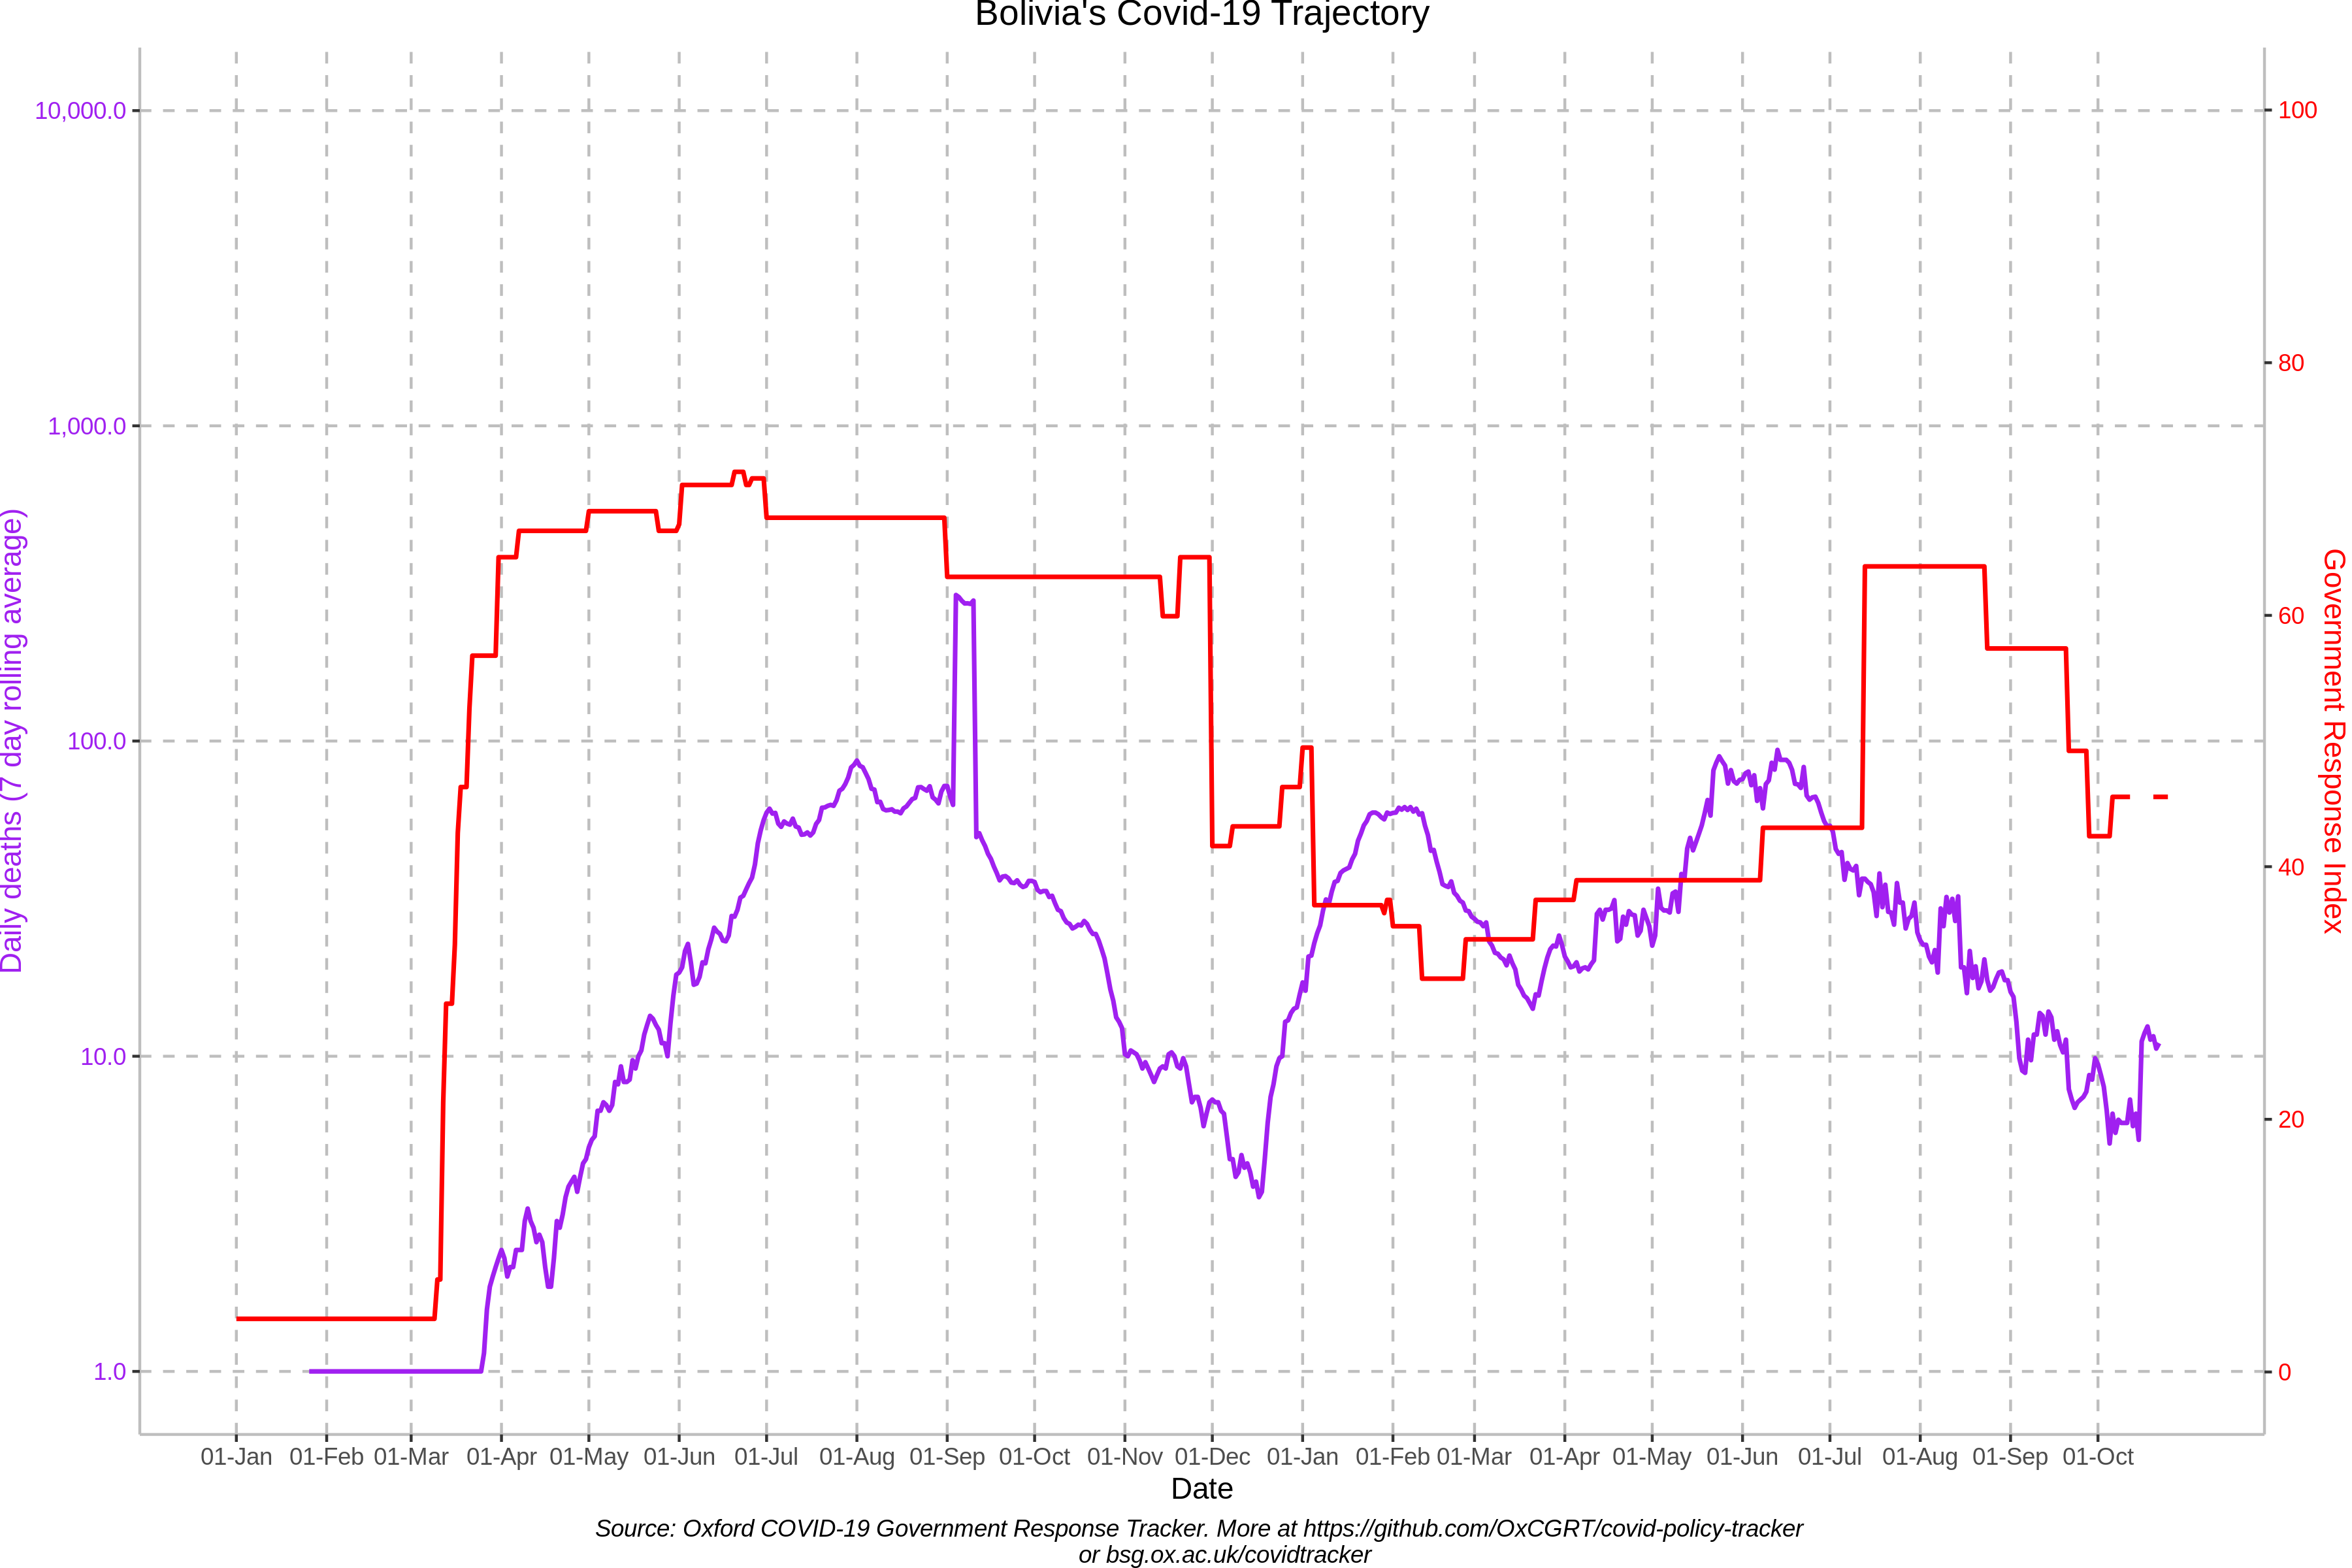 Bolivia's Covid-19 Trajectory
10,000.0
1,000.0
100.0
10.0
1.0
Daily deaths (7 day rolling average)
100
80
60
40
20
0
Government Response Index
01-Jan 01-Feb 01-Mar 01-Apr 01-May 01-Jun 01-Jul 01-Aug 01-Sep 01-Oct 01-Nov 01-Dec 01-Jan 01-Feb 01-Mar 01-Apr 01-May 01-Jun 01-Jul 01-Aug 01-Sep 01-Oct
Date
Source: Oxford COVID-19 Government Response Tracker. More at https://github.com/OxCGRT/covid-policy-tracker
or bsg.ox.ac.uk/covidtracker